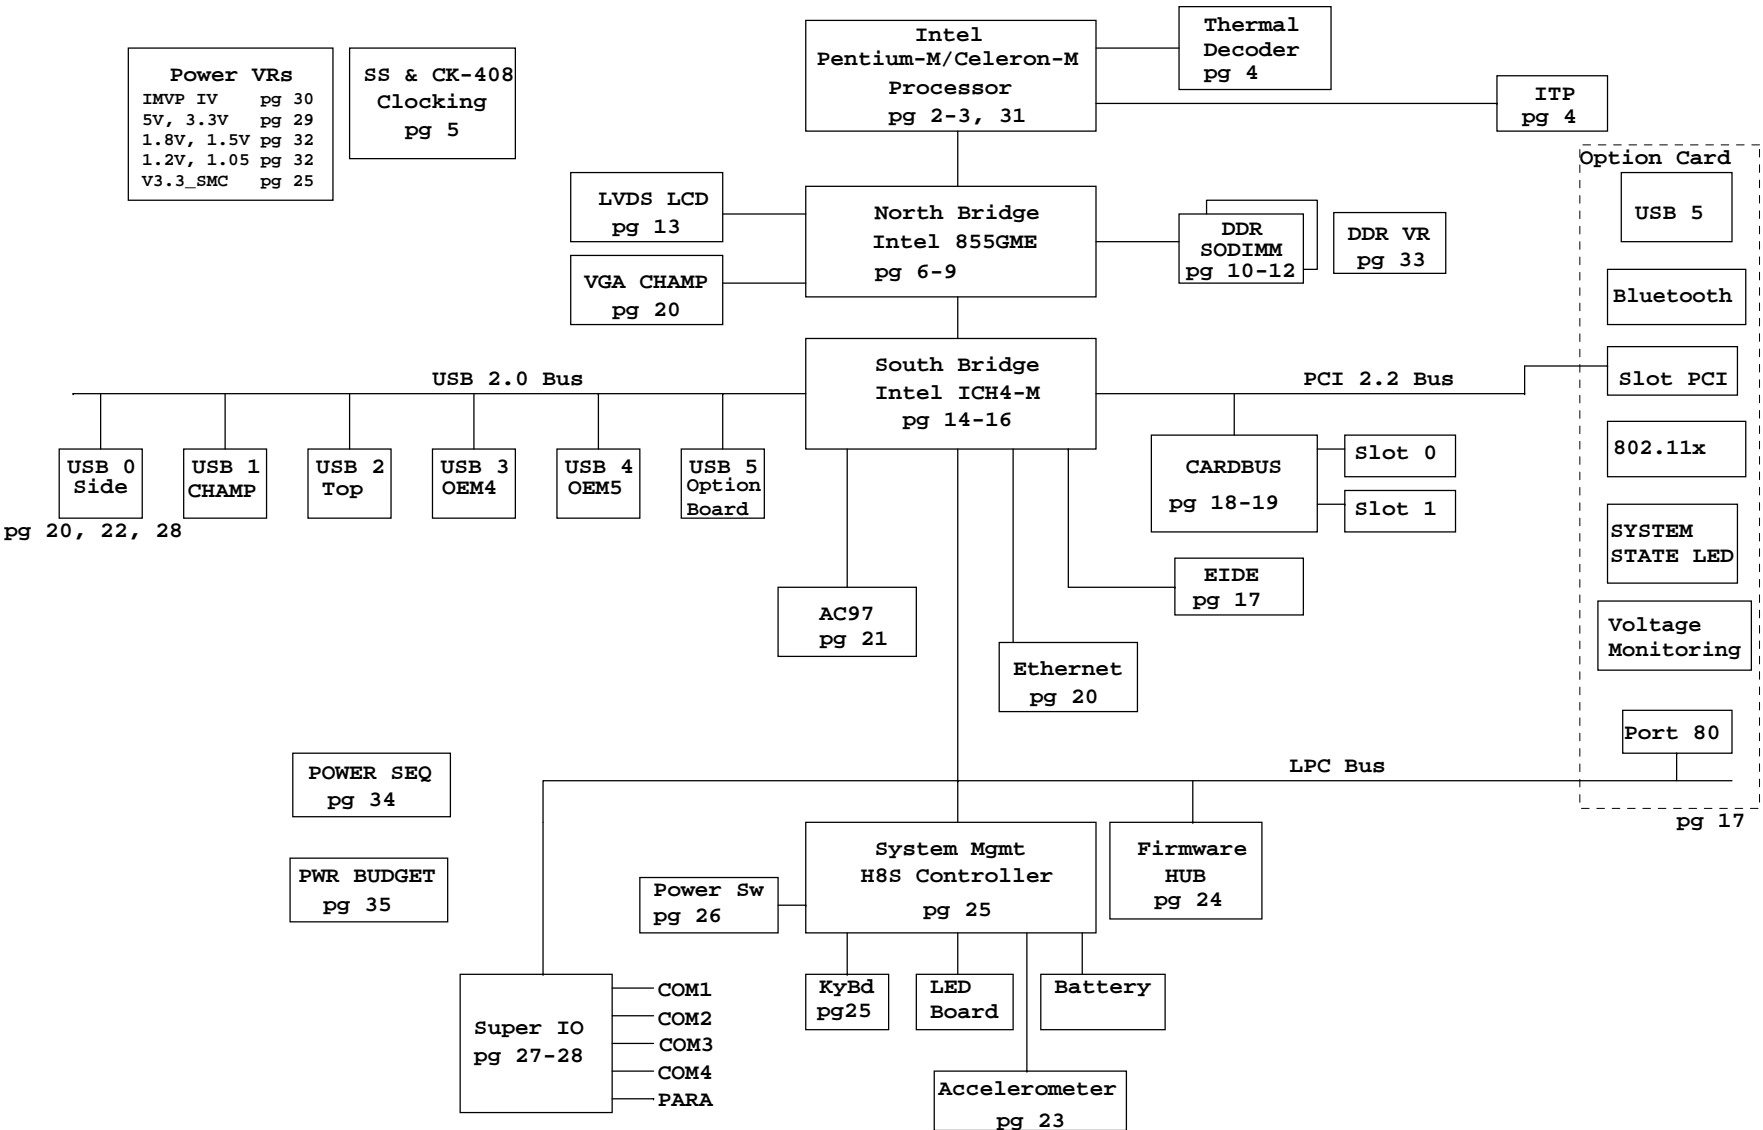 Intel
Pentium-M/Celeron-M
Processor
pg 2-3, 31
Thermal
Decoder
pg 4
ITP
pg 4
Power VRs
IMVP IV pg 30
5V, 3.3V pg 29
1.8V, 1.5V pg 32
1.2V, 1.05 pg 32
V3.3_SMC pg 25
SS & CK-408
Clocking
pg 5
LVDS LCD
pg 13
VGA CHAMP
pg 20
North Bridge
Intel 855GME
pg 6-9
DDR
SODIMM
pg 10-12
DDR VR
pg 33
Option Card
USB 5
Bluetooth
Slot PCI
802.11x
SYSTEM
STATE LED
Voltage
Monitoring
Port 80
pg 17
South Bridge
Intel ICH4-M
pg 14-16
USB 2.0 Bus
PCI 2.2 Bus
USB 0
Side
USB 1
CHAMP
USB 2
Top
USB 3
OEM4
USB 4
OEM5
USB 5
Option
Board
pg 20, 22, 28
CARDBUS
pg 18-19
Slot 0
Slot 1
EIDE
pg 17
AC97
pg 21
Ethernet
pg 20
LPC Bus
POWER SEQ
pg 34
PWR BUDGET
pg 35
System Mgmt
H8S Controller
pg 25
Firmware
HUB
pg 24
Power Sw
pg 26
KyBd
pg25
LED
Board
Battery
Super IO
pg 27-28
COM1
COM2
COM3
COM4
PARA
Accelerometer
pg 23